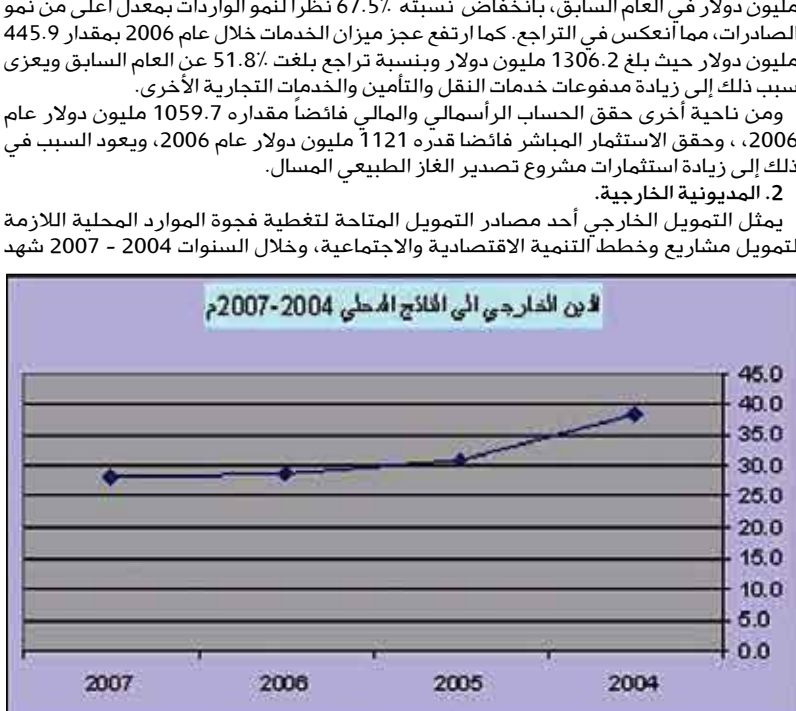 مليون دولار في العام السابق، بانخفاض نسبته 67.5٪ نظراً لنمو الواردات بمعدل أعلى من نمو
الصادرات، مما انعكس في التراجع. كما ارتفع عجز ميزان الخدمات خلال عام 2006 بمقدار 445.9
مليون دولار حيث بلغ 1306.2 مليون دولار وبنسبة تراجع بلغت 51.8٪ عن العام السابق ويعزى
سبب ذلك إلى زيادة مدفوعات خدمات النقل والتأمين والخدمات التجارية الأخرى.
ومن ناحية أخرى حقق الحساب الرأسمالي والمالي فائضاً مقداره 1059.7 مليون دولار عام
2006، ، وحقق الاستثمار المباشر فائضا قدره 1121 مليون دولار عام 2006، ويعود السبب في
ذلك إلى زيادة استثمارات مشروع تصدير الغاز الطبيعي المسال.
2. المديونية الخارجية.
يمثل التمويل الخارجي أحد مصادر التمويل المتاحة لتغطية فجوة الموارد المحلية اللازمة
لتمويل مشاريع وخطط التنمية الاقتصادية والاجتماعية، وخلال السنوات 2004 - 2007 شهد
الدين الخارجي الى الناتج المحلي 2004-2007م
45.0
40.0
35.0
30.0
25.0
20.0
15.0
10.0
5.0
0.0
2004
2005
2006
2007